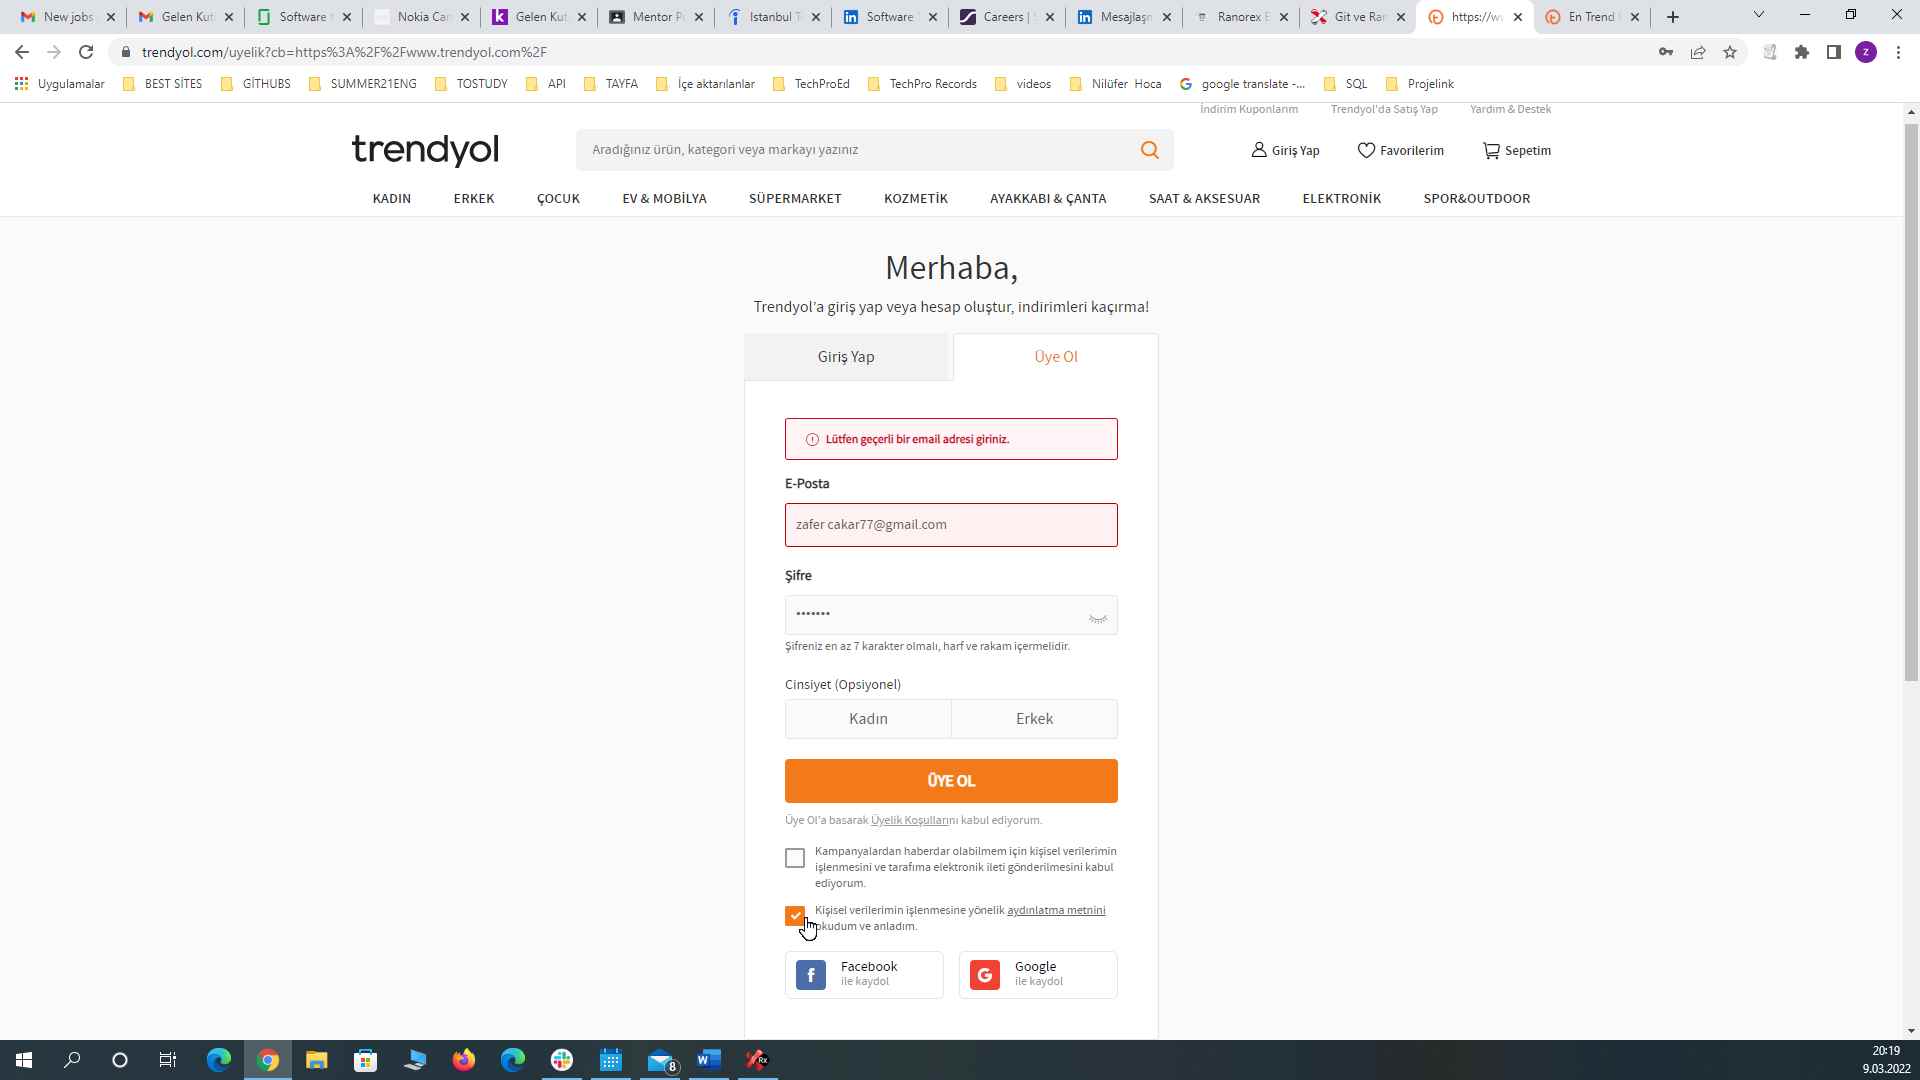 New jobs
Gelen Kut
Software
Nokia Car
Gelen Kut
Mentor P
Istanbul T
Software
Careers |
Mesajlaşm
Ranorex E
Git ve Ran
https://w
En Trend
trendyol.com/uyelik?cb=https%3A%2F%2Fwww.trendyol.com%2F
z
Uygulamalar
BEST SİTES
GİTHUBS
SUMMER21ENG
TOSTUDY
API
TAYFA
İçe aktarılanlar
TechProEd
TechPro Records
videos
Nilüfer Hoca
google translate -...
SQL
Projelink
İndirim Kuponlarım
Trendyol'da Satış Yap
Yardım & Destek
trendyol
Aradığınız ürün, kategori veya markayı yazınız
Giriş Yap
Favorilerim
Sepetim
KADIN
ERKEK
ÇOCUK
EV & MOBİLYA
SÜPERMARKET
KOZMETİK
AYAKKABI & ÇANTA
SAAT & AKSESUAR
ELEKTRONİK
SPOR&OUTDOOR
Merhaba,
Trendyol'a giriş yap veya hesap oluştur, indirimleri kaçırma!
Giriş Yap
Üye Ol
Lütfen geçerli bir email adresi giriniz.
E-Posta
zafer cakar77@gmail.com
Şifre
•••••••
Şifreniz en az 7 karakter olmalı, harf ve rakam içermelidir.
Cinsiyet (Opsiyonel)
Kadın
Erkek
ÜYE OL
Üye Ol'a basarak Üyelik Koşullarını kabul ediyorum.
Kampanyalardan haberdar olabilmem için kişisel verilerimin
işlenmesini ve tarafıma elektronik ileti gönderilmesini kabul
ediyorum.
Kişisel verilerimin işlenmesine yönelik aydınlatma metnini
okudum ve anladım.
Facebook
ile kaydol
Google
ile kaydol
8
20:19
9.03.2022